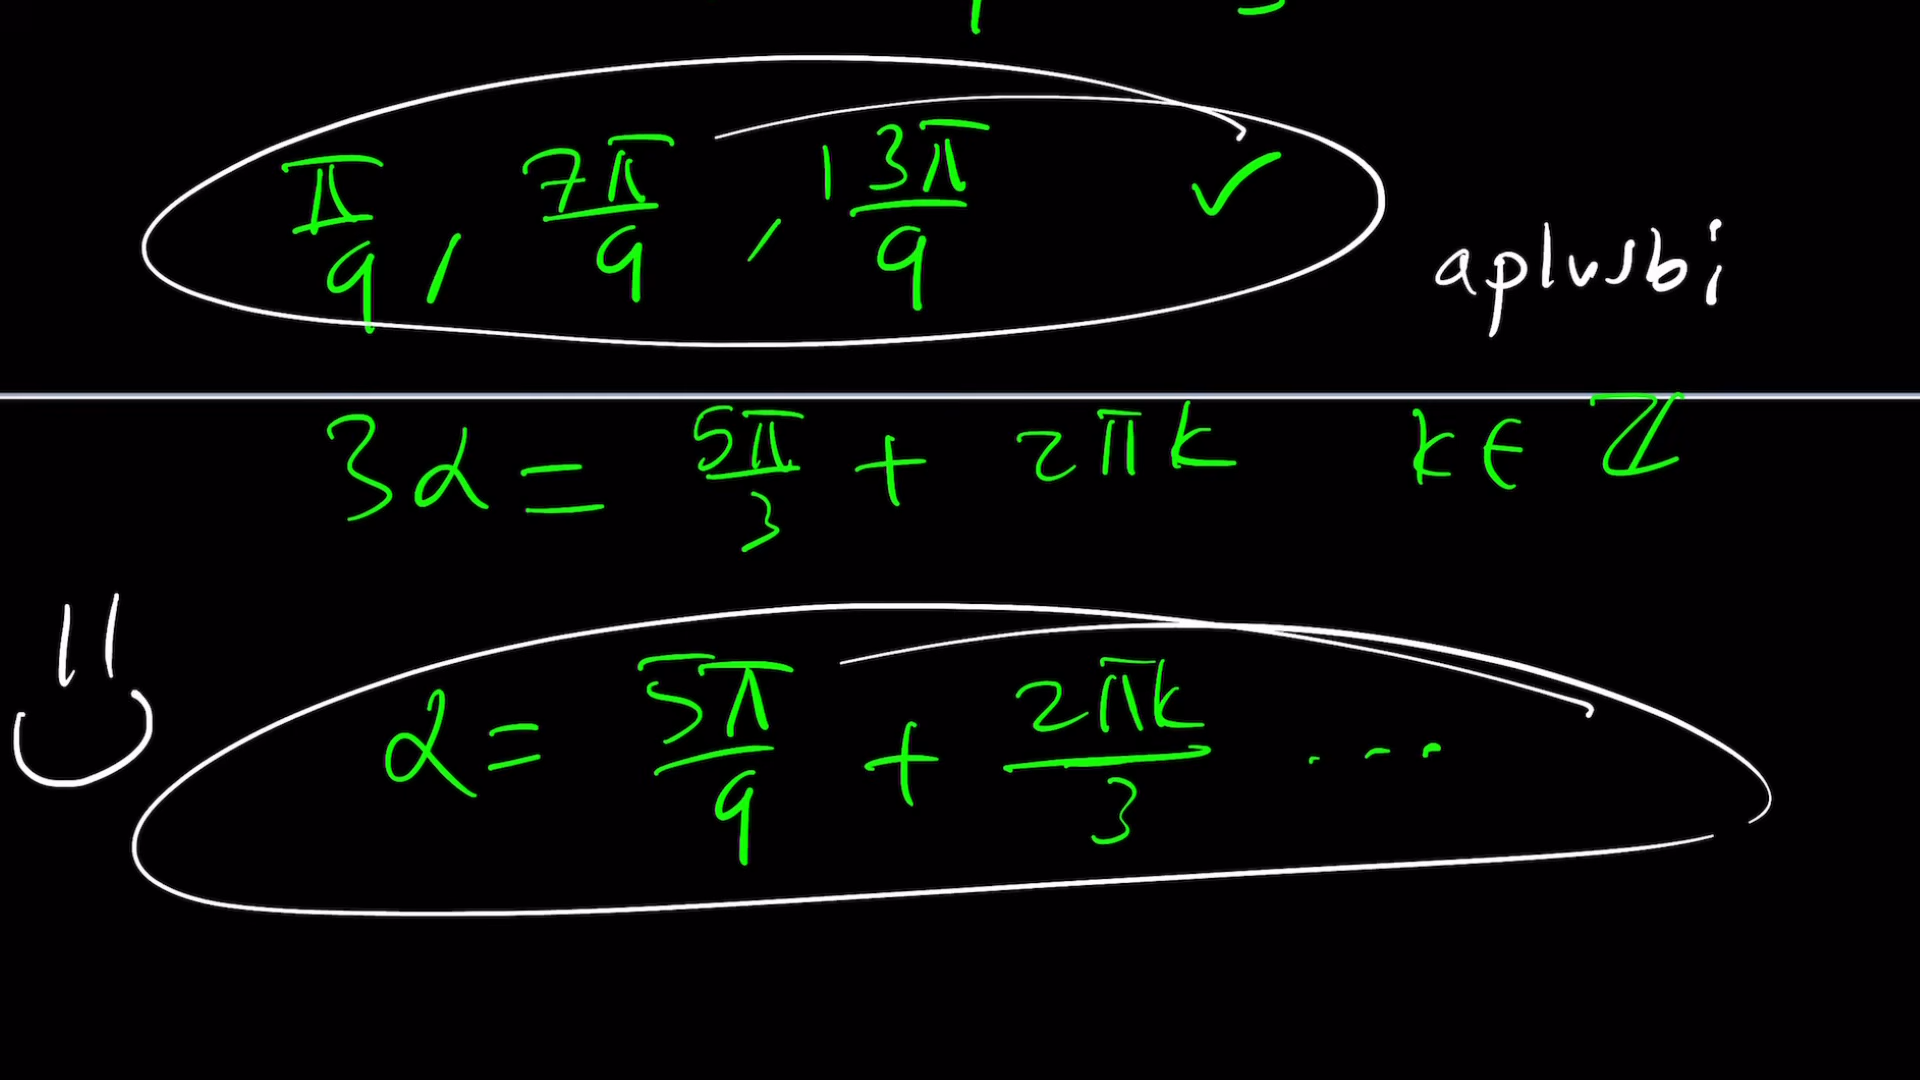 π/9, 7π/9, 13π/9 ✓
aplusbi
3α = 5π/3 + 2πk k ∈ ℤ
α = 5π/9 + 2πk/3 ...